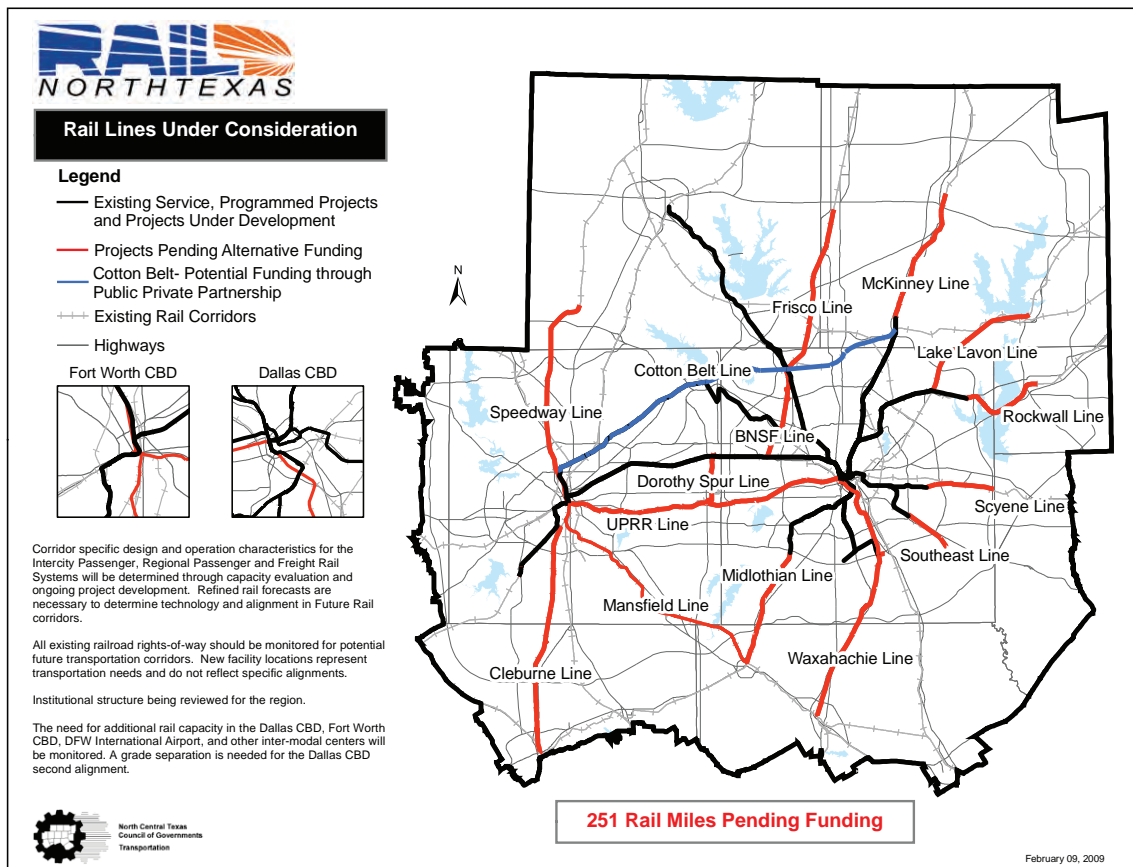 RAIL
NORTHTEXAS
Rail Lines Under Consideration
Legend
Existing Service, Programmed Projects
and Projects Under Development
Projects Pending Alternative Funding
Cotton Belt- Potential Funding through
Public Private Partnership
Existing Rail Corridors
Highways
Fort Worth CBD
Dallas CBD
Corridor specific design and operation characteristics for the
Intercity Passenger, Regional Passenger and Freight Rail
Systems will be determined through capacity evaluation and
ongoing project development. Refined rail forecasts are
necessary to determine technology and alignment in Future Rail
corridors.
All existing railroad rights-of-way should be monitored for potential
future transportation corridors. New facility locations represent
transportation needs and do not reflect specific alignments.
Institutional structure being reviewed for the region.
The need for additional rail capacity in the Dallas CBD, Fort Worth
CBD, DFW International Airport, and other inter-modal centers will
be monitored. A grade separation is needed for the Dallas CBD
second alignment.
North Central Texas
Council of Governments
Transportation
N
McKinney Line
Frisco Line
Lake Lavon Line
Cotton Belt Line
Speedway Line
Rockwall Line
BNSF Line
Dorothy Spur Line
Scyene Line
UPRR Line
Southeast Line
Midlothian Line
Mansfield Line
Waxahachie Line
Cleburne Line
251 Rail Miles Pending Funding
February 09, 2009